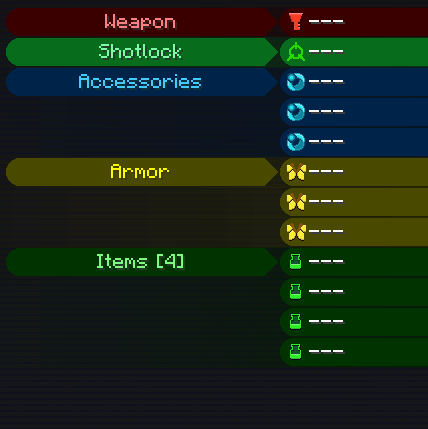 Weapon ---
Shotlock ---
Accessories ---
---
---
Armor ---
---
---
Items [4] ---
---
---
---